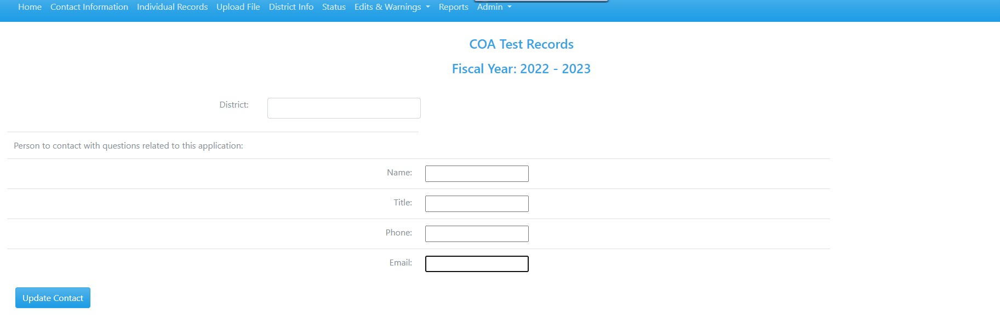 Home Contact Information Individual Records Upload File District Info Status Edits & Warnings Reports Admin
COA Test Records
Fiscal Year: 2022 - 2023
District:
Person to contact with questions related to this application:
Name:
Title:
Phone:
Email:
Update Contact